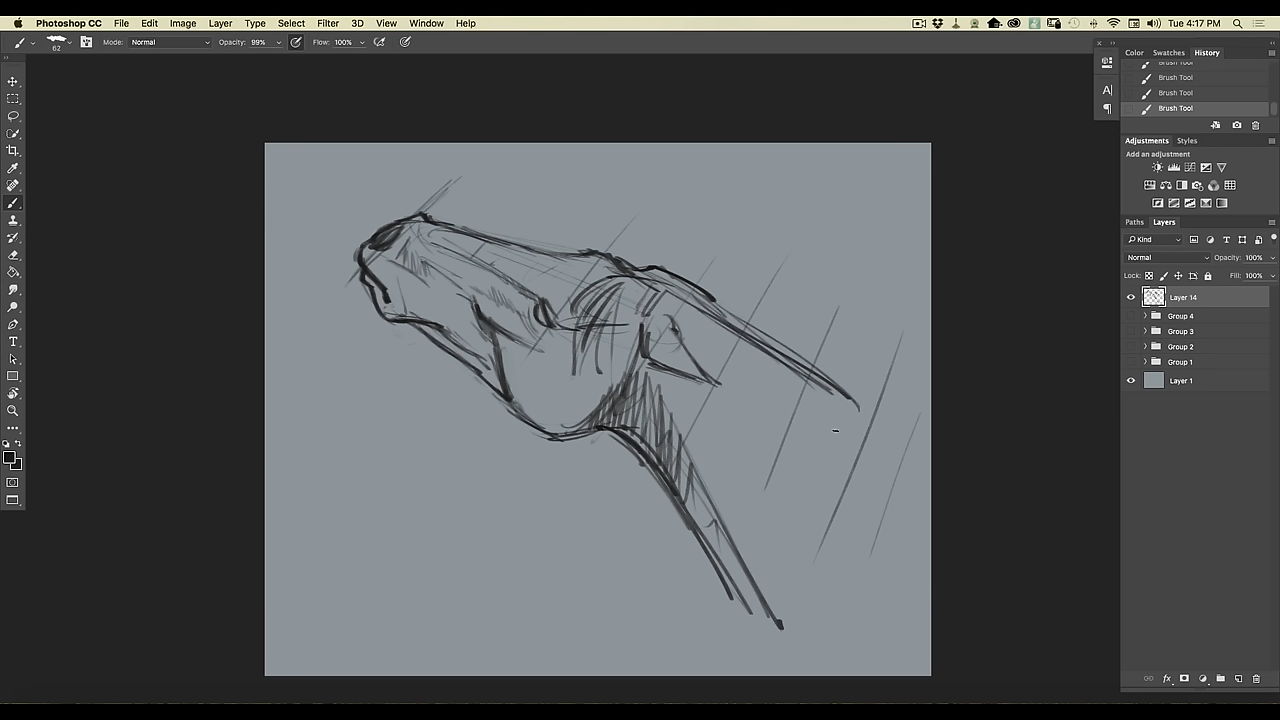 Photoshop CC File Edit Image Layer Type Select Filter 3D View Window Help Tue 4:17 PM
62 Mode: Normal Opacity: 99% Flow: 100%
Color Swatches History
Brush Tool
Brush Tool
Brush Tool
Brush Tool
Adjustments Styles
Add an adjustment
Paths Layers
Kind
Normal Opacity: 100%
Lock: Fill: 100%
Layer 14
Group 4
Group 3
Group 2
Group 1
Layer 1
fx